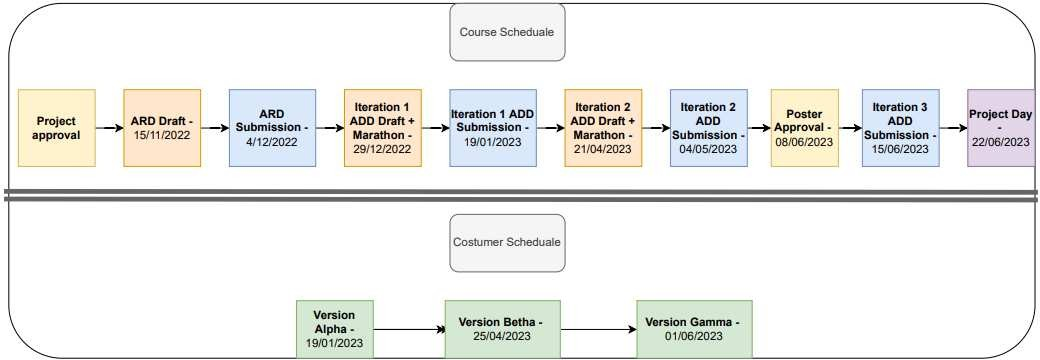 Course Scheduale
Project
approval
ARD Draft -
15/11/2022
ARD
Submission -
4/12/2022
Iteration 1
ADD Draft +
Marathon -
29/12/2022
Iteration 1 ADD
Submission -
19/01/2023
Iteration 2
ADD Draft +
Marathon -
21/04/2023
Iteration 2
ADD
Submission -
04/05/2023
Poster
Approval -
08/06/2023
Iteration 3
ADD
Submission -
15/06/2023
Project Day
-
22/06/2023
Costumer Scheduale
Version
Alpha -
19/01/2023
Version Betha -
25/04/2023
Version Gamma -
01/06/2023